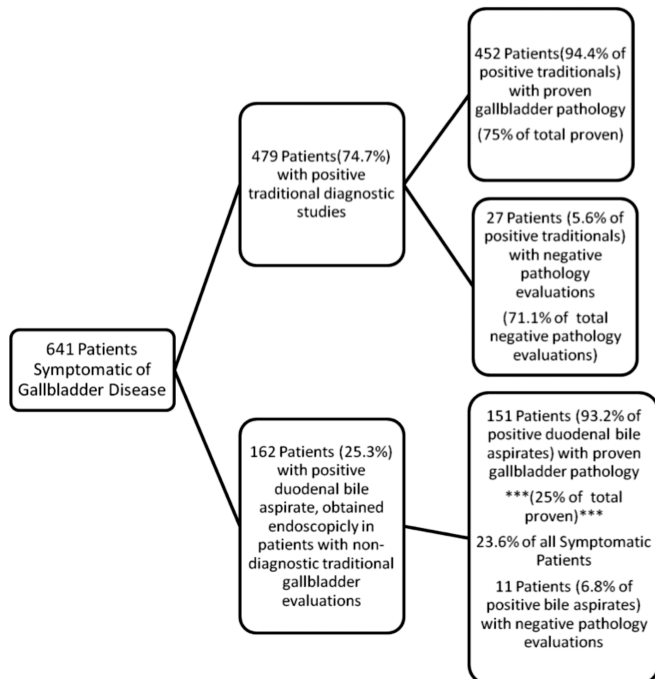 641 Patients
Symptomatic of
Gallbladder Disease
479 Patients(74.7%)
with positive
traditional diagnostic
studies
452 Patients(94.4% of
positive traditionals)
with proven
gallbladder pathology
(75% of total proven)
27 Patients (5.6% of
positive traditionals)
with negative
pathology
evaluations
(71.1% of total
negative pathology
evaluations)
162 Patients (25.3%)
with positive
duodenal bile
aspirate, obtained
endoscopicly in
patients with non-
diagnostic traditional
gallbladder
evaluations
151 Patients (93.2% of
positive duodenal bile
aspirates) with proven
gallbladder pathology
***(25% of total
proven)***
23.6% of all Symptomatic
Patients
11 Patients (6.8% of
positive bile aspirates)
with negative pathology
evaluations